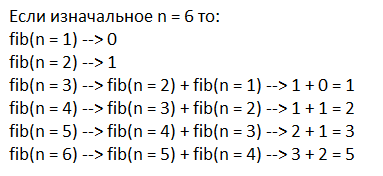 Если изначальное n = 6 то:
fib(n = 1) --> 0
fib(n = 2) --> 1
fib(n = 3) --> fib(n = 2) + fib(n = 1) --> 1 + 0 = 1
fib(n = 4) --> fib(n = 3) + fib(n = 2) --> 1 + 1 = 2
fib(n = 5) --> fib(n = 4) + fib(n = 3) --> 2 + 1 = 3
fib(n = 6) --> fib(n = 5) + fib(n = 4) --> 3 + 2 = 5